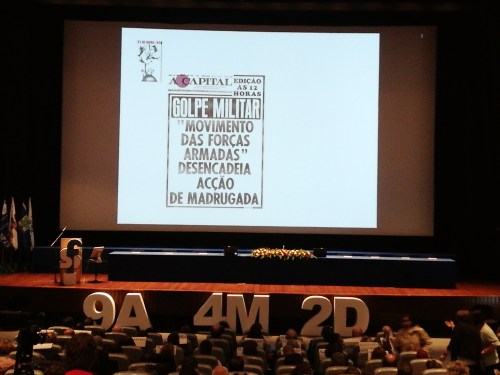 A CAPITAL
EDIÇÃO
ÀS 12
HORAS
GOLPE MILITAR
"MOVIMENTO
DAS FORÇAS
ARMADAS"
DESENCADEIA
ACÇÃO
DE MADRUGADA
9A 4M 2D